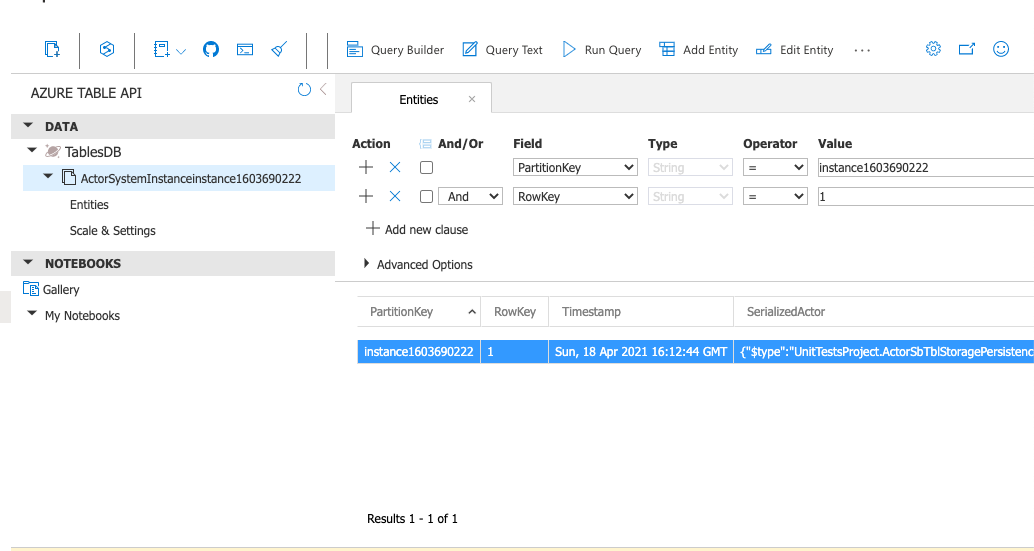 Query Builder Query Text Run Query Add Entity Edit Entity ...
AZURE TABLE API
DATA
TablesDB
ActorSystemInstanceinstance1603690222
Entities
Scale & Settings
NOTEBOOKS
Gallery
My Notebooks
Entities
Action And/Or Field Type Operator Value
PartitionKey String = instance1603690222
And RowKey String = 1
Add new clause
Advanced Options
PartitionKey RowKey Timestamp SerializedActor
instance1603690222 1 Sun, 18 Apr 2021 16:12:44 GMT {"$type":"UnitTestsProject.ActorSbTblStoragePersistenc
Results 1 - 1 of 1